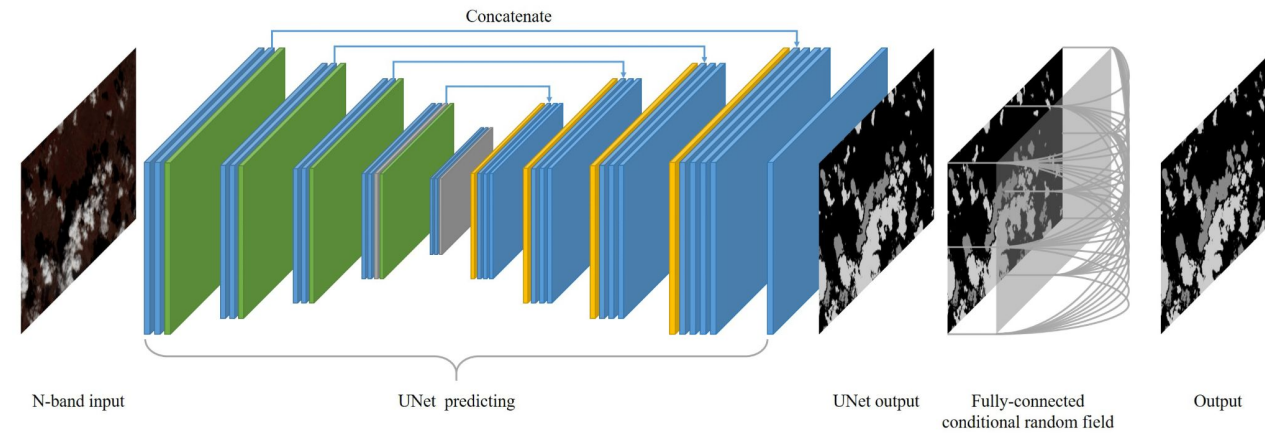 Concatenate
N-band input
UNet predicting
UNet output
Fully-connected
conditional random field
Output